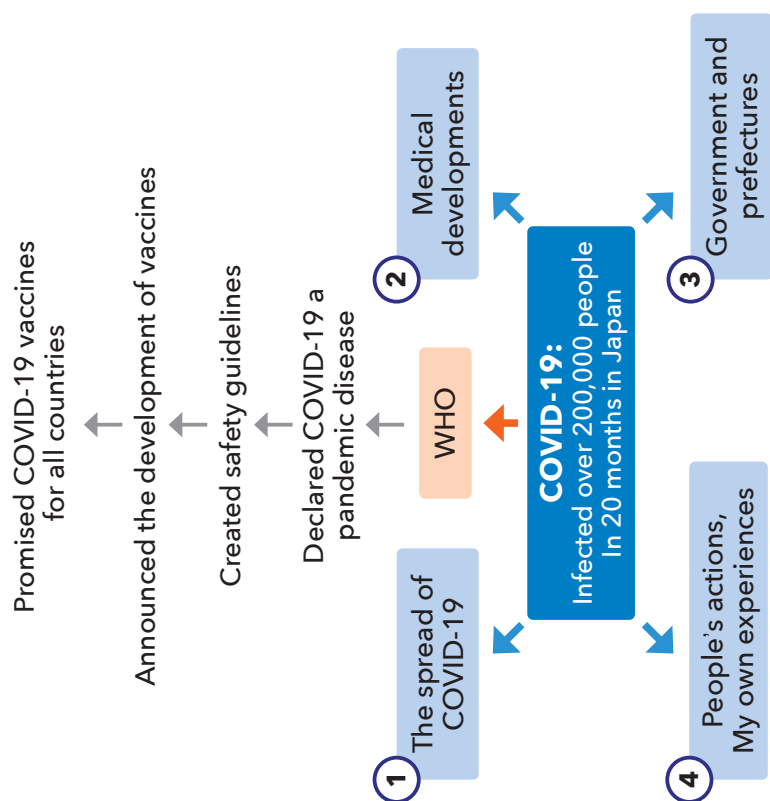 Promised COVID-19 vaccines
for all countries
Announced the development of vaccines
Created safety guidelines
Declared COVID-19 a
pandemic disease
WHO
1
The spread of
COVID-19
2
Medical
developments
COVID-19:
Infected over 200,000 people
In 20 months in Japan
4
People's actions,
My own experiences
3
Government and
prefectures